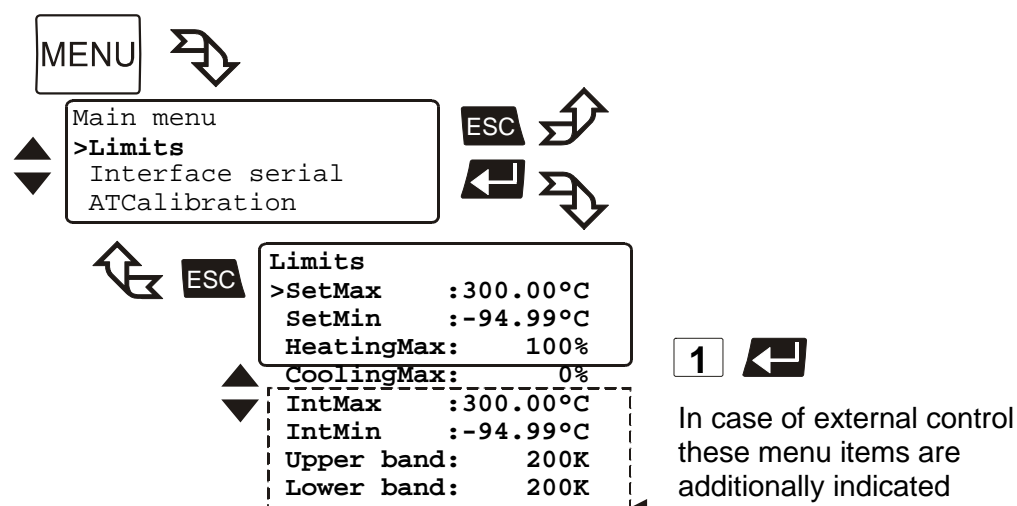 MENU
Main menu
>Limits
Interface serial
ATCalibration
ESC
ESC
Limits
>SetMax :300.00°C
SetMin :-94.99°C
HeatingMax: 100%
CoolingMax: 0%
IntMax :300.00°C
IntMin :-94.99°C
Upper band: 200K
Lower band: 200K
1
In case of external control
these menu items are
additionally indicated